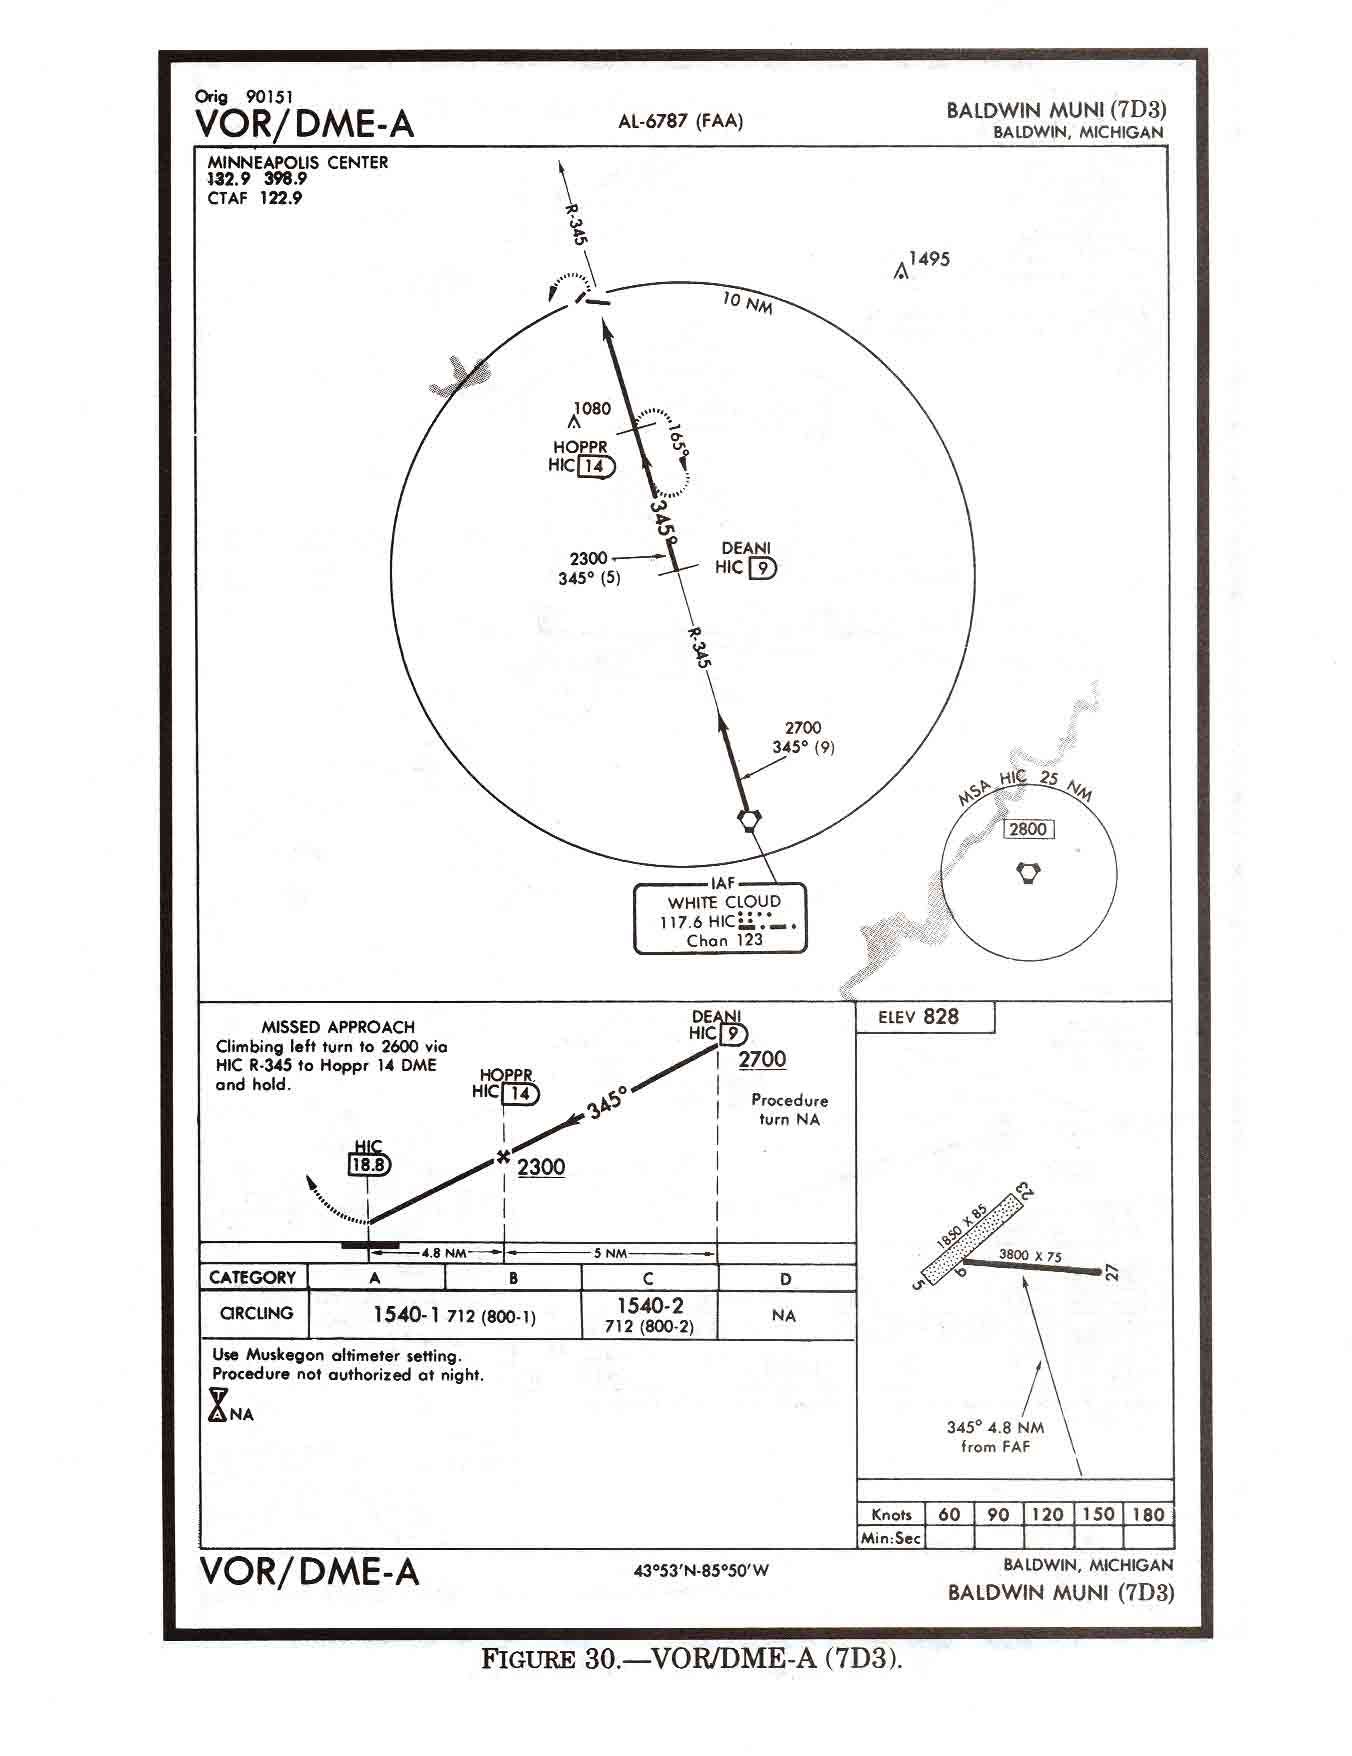 Orig 90151
VOR/DME-A
AL-6787 (FAA)
BALDWIN MUNI (7D3)
BALDWIN, MICHIGAN
MINNEAPOLIS CENTER
132.9 398.9
CTAF 122.9
R-345
1495
10 NM
1080
HOPPR
HIC 14
165°
345°
2300
345° (5)
DEANI
HIC 9
R-345
2700
345° (9)
MSA HIC 25 NM
2800
IAF
WHITE CLOUD
117.6 HIC
Chan 123
MISSED APPROACH
Climbing left turn to 2600 via
HIC R-345 to Hoppr 14 DME
and hold.
DEANI
HIC 9
2700
HOPPR
HIC 14
345°
Procedure
turn NA
HIC
18.8
2300
4.8 NM
5 NM
ELEV 828
1850 X 85
23
5
3800 X 75
9
27
345° 4.8 NM
from FAF
CATEGORY A B C D
CIRCLING 1540-1 712 (800-1) 1540-2 712 (800-2) NA
Use Muskegon altimeter setting.
Procedure not authorized at night.
T
A NA
Knots 60 90 120 150 180
Min:Sec
VOR/DME-A
43°53'N-85°50'W
BALDWIN, MICHIGAN
BALDWIN MUNI (7D3)
FIGURE 30.—VOR/DME-A (7D3).